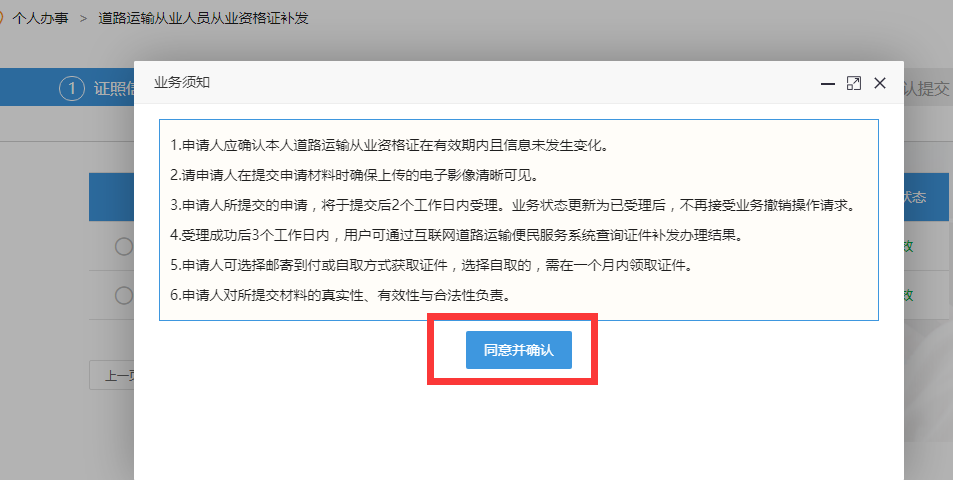 个人办事 > 道路运输从业人员从业资格证补发
业务须知
1 证照信
认提交
1.申请人应确认本人道路运输从业资格证在有效期内且信息未发生变化。
2.请申请人在提交申请材料时确保上传的电子影像清晰可见。
3.申请人所提交的申请，将于提交后2个工作日内受理。业务状态更新为已受理后，不再接受业务撤销操作请求。
状态
4.受理成功后3个工作日内，用户可通过互联网道路运输便民服务系统查询证件补发办理结果。
效
5.申请人可选择邮寄到付或自取方式获取证件，选择自取的，需在一个月内领取证件。
6.申请人对所提交材料的真实性、有效性与合法性负责。
效
同意并确认
上一页